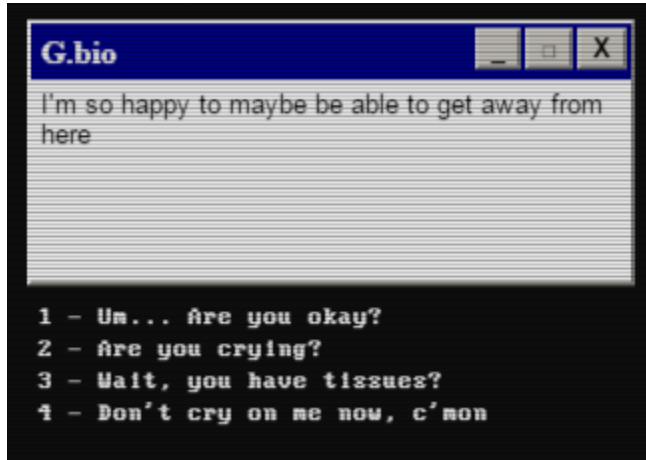 G.bio
I'm so happy to maybe be able to get away from
here
1 - Um... Are you okay?
2 - Are you crying?
3 - Wait, you have tissues?
4 - Don't cry on me now, c'mon